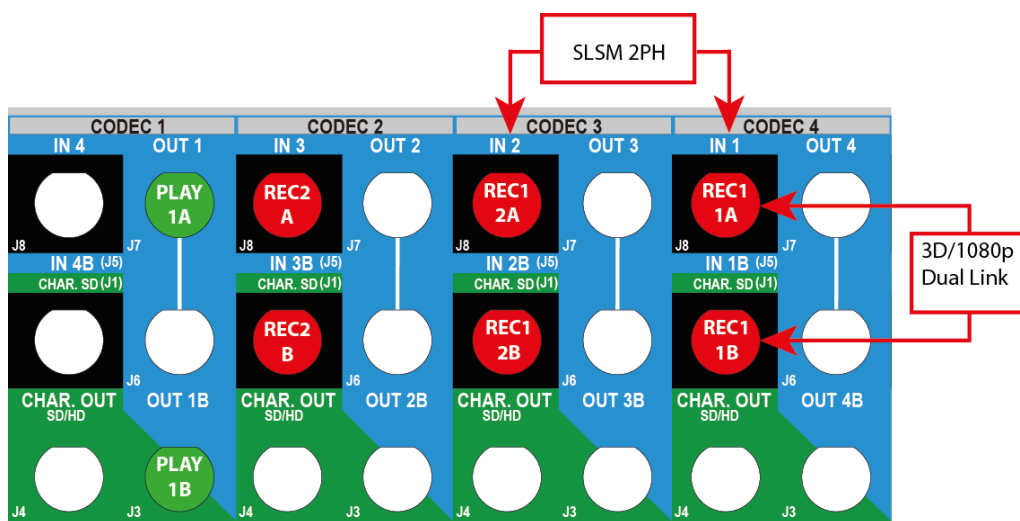 SLSM 2PH
CODEC 1 CODEC 2 CODEC 3 CODEC 4
IN 4 OUT 1 IN 3 OUT 2 IN 2 OUT 3 IN 1 OUT 4
PLAY
1A
REC2
A
REC1
2A
REC1
1A
J8 J7 J8 J7 J8 J7 J8 J7
3D/1080p
Dual Link
IN 4B (J5) IN 3B (J5) IN 2B (J5) IN 1B (J5)
CHAR. SD (J1) CHAR. SD (J1) CHAR. SD (J1) CHAR. SD (J1)
REC2
B
REC1
2B
REC1
1B
J6 J6 J6 J6
CHAR. OUT OUT 1B CHAR. OUT OUT 2B CHAR. OUT OUT 3B CHAR. OUT OUT 4B
SD/HD SD/HD SD/HD SD/HD
PLAY
1B
J4 J3 J4 J3 J4 J3 J4 J3